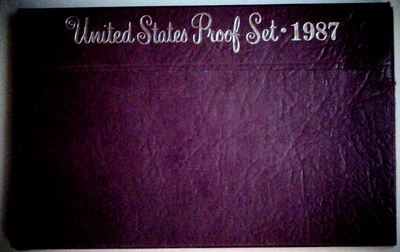 United States Proof Set · 1987